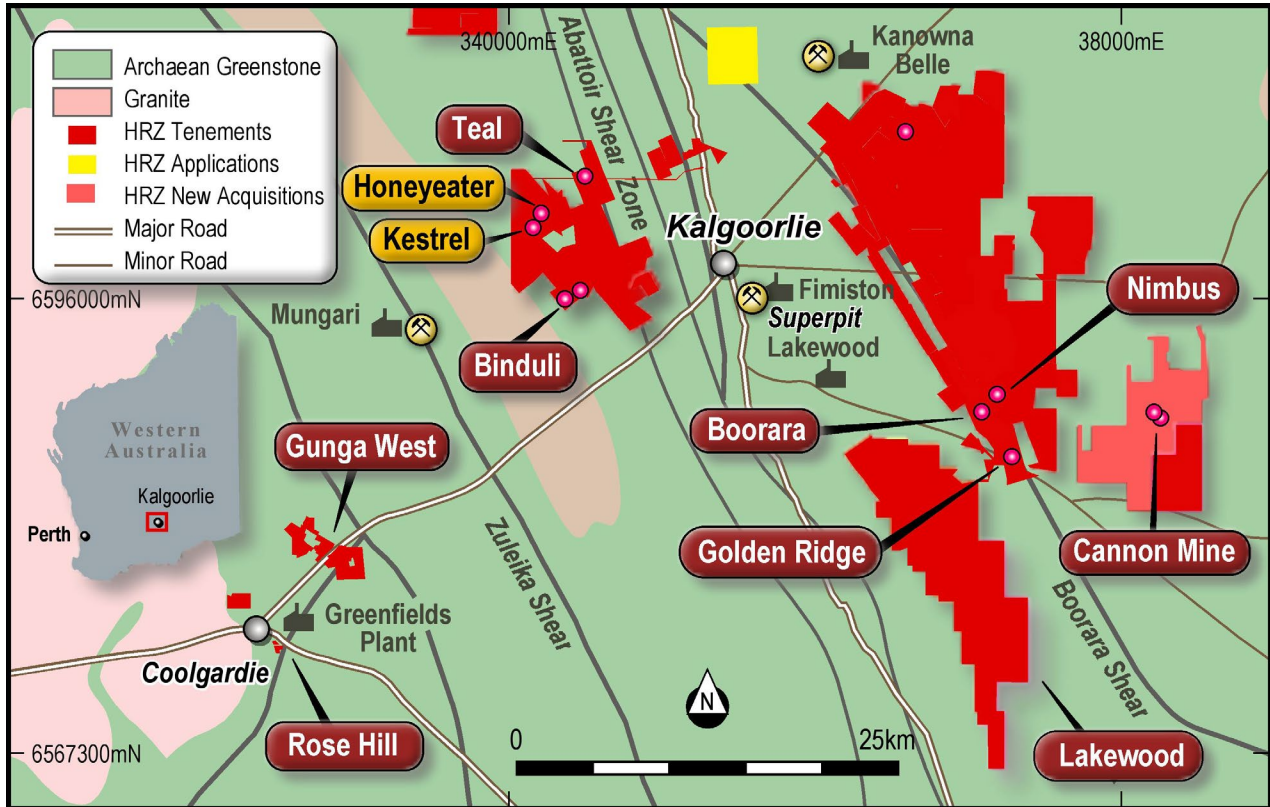 Archaean Greenstone
Granite
HRZ Tenements
HRZ Applications
HRZ New Acquisitions
Major Road
Minor Road
340000mE
38000mE
Abattoir Shear Zone
Kanowna
Belle
Teal
Honeyeater
Kestrel
Kalgoorlie
6596000mN
Mungari
Fimiston
Superpit
Lakewood
Nimbus
Binduli
Western
Australia
Kalgoorlie
Perth
Gunga West
Boorara
Zuleika Shear
Golden Ridge
Cannon Mine
Greenfields
Plant
Boorara Shear
Coolgardie
N
Rose Hill
6567300mN
0
25km
Lakewood